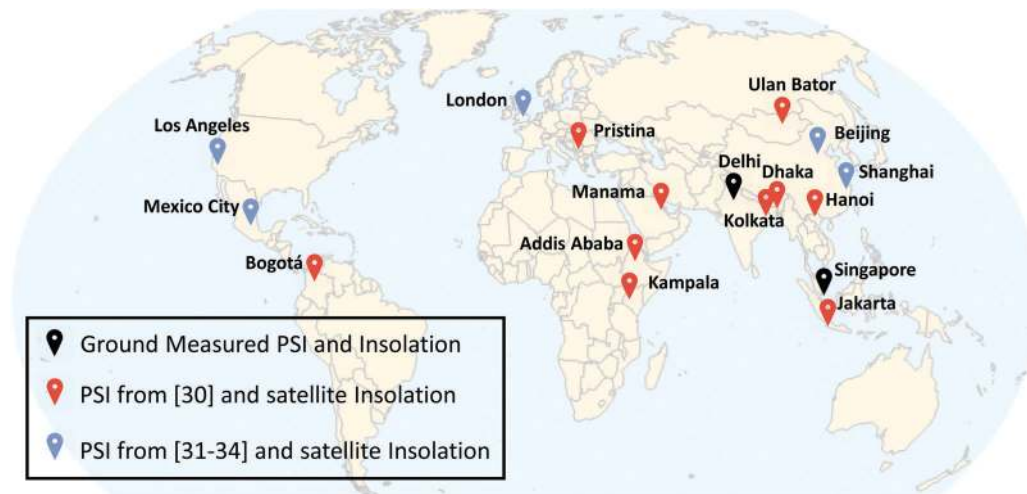 Ulan Bator
London
Los Angeles
Pristina
Beijing
Delhi
Dhaka
Shanghai
Manama
Mexico City
Hanoi
Kolkata
Addis Ababa
Bogotá
Kampala
Singapore
Jakarta
Ground Measured PSI and Insolation
PSI from [30] and satellite Insolation
PSI from [31-34] and satellite Insolation